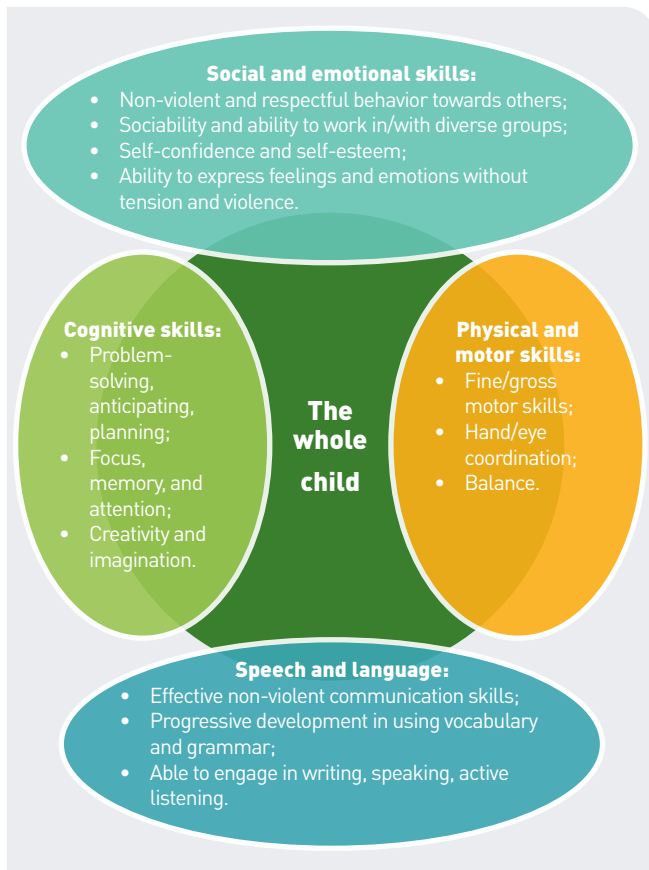 Social and emotional skills:
• Non-violent and respectful behavior towards others;
• Sociability and ability to work in/with diverse groups;
• Self-confidence and self-esteem;
• Ability to express feelings and emotions without
tension and violence.
Cognitive skills:
• Problem-
solving,
anticipating,
planning;
• Focus,
memory, and
attention;
• Creativity and
imagination.
The
whole
child
Physical and
motor skills:
• Fine/gross
motor skills;
• Hand/eye
coordination;
• Balance.
Speech and language:
• Effective non-violent communication skills;
• Progressive development in using vocabulary
and grammar;
• Able to engage in writing, speaking, active
listening.